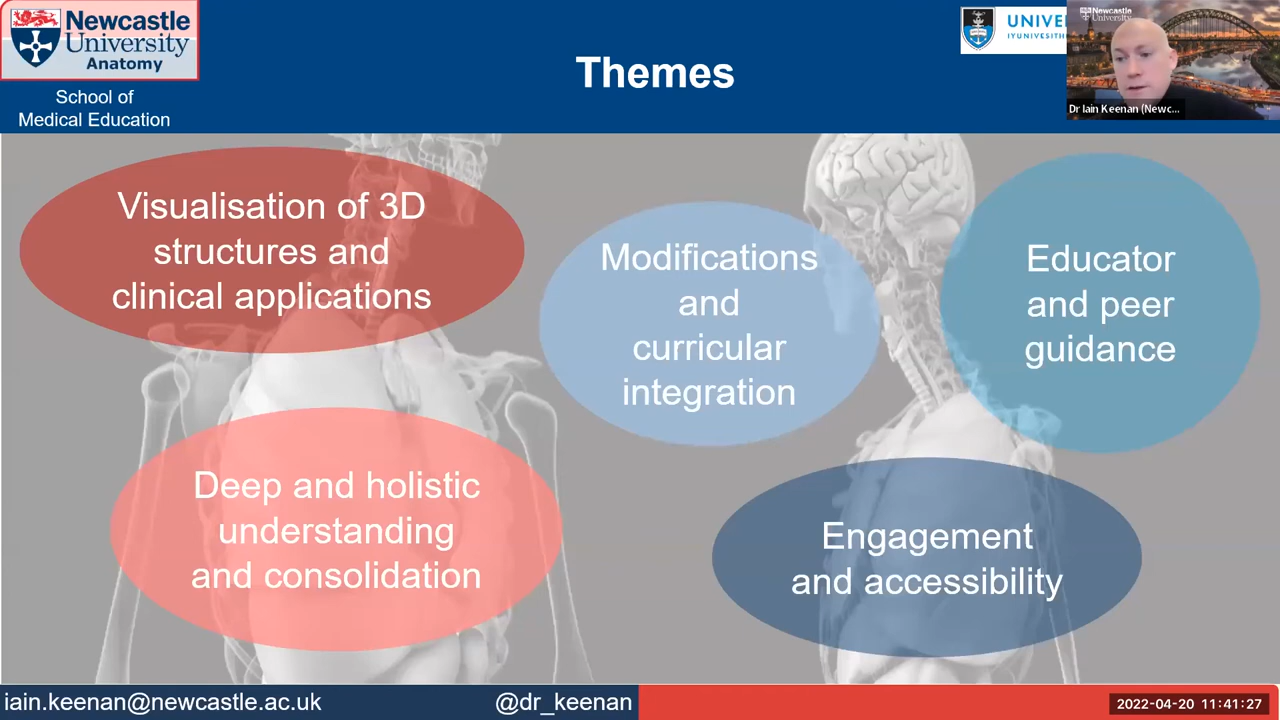 Newcastle
University
Anatomy
School of
Medical Education
Themes
UNIVE
IYUNIVESITH
Newcastle
University
Dr Iain Keenan (Newc...
Visualisation of 3D
structures and
clinical applications
Modifications
and
curricular
integration
Educator
and peer
guidance
Deep and holistic
understanding
and consolidation
Engagement
and accessibility
iain.keenan@newcastle.ac.uk
@dr_keenan
2022-04-20 11:41:27